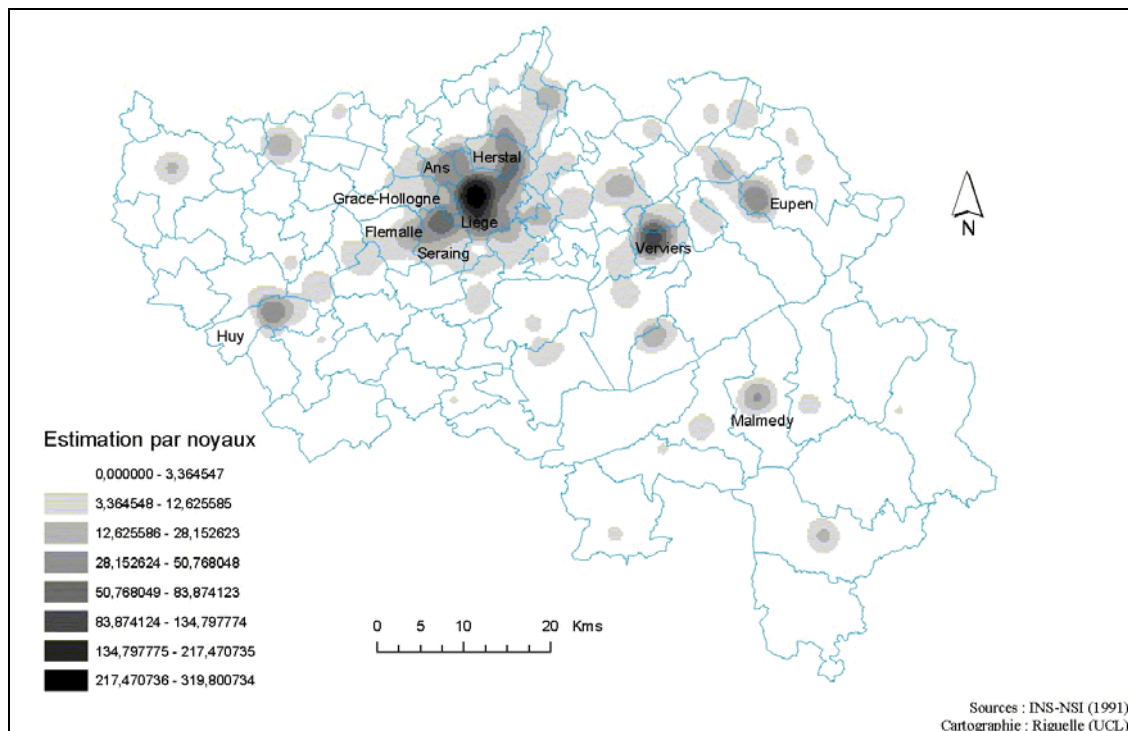 Ans
Herstal
Grace-Hollogne
Liege
Flemalle
Seraing
Verviers
Eupen
N
Huy
Malmedy
Estimation par noyaux
0,000000 - 3,364547
3,364548 - 12,625585
12,625586 - 28,152623
28,152624 - 50,768048
50,768049 - 83,874123
83,874124 - 134,797774
134,797775 - 217,470735
217,470736 - 319,800734
0 5 10 20 Kms
Sources : INS-NSI (1991)
Cartographie : Riguelle (UCL)